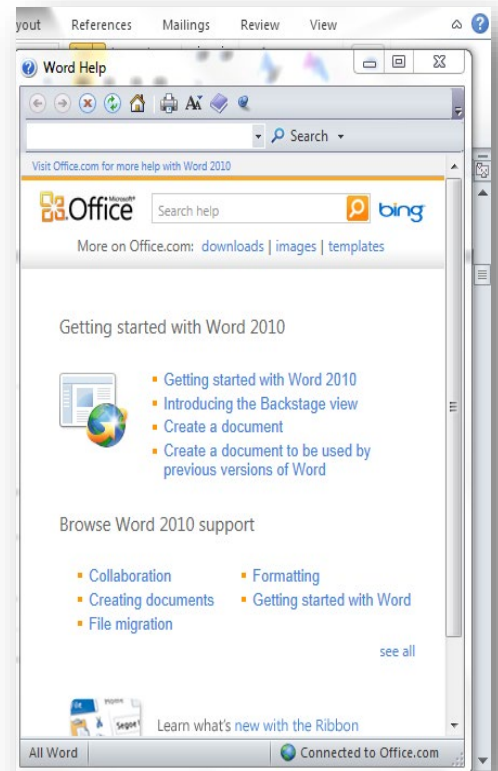 yout References Mailings Review View
Word Help
Search
Visit Office.com for more help with Word 2010
Microsoft®
Office
Search help
bing
More on Office.com: downloads | images | templates
Getting started with Word 2010
Getting started with Word 2010
Introducing the Backstage view
Create a document
Create a document to be used by
previous versions of Word
Browse Word 2010 support
Collaboration
Formatting
Creating documents
Getting started with Word
File migration
see all
Learn what's new with the Ribbon
All Word
Connected to Office.com